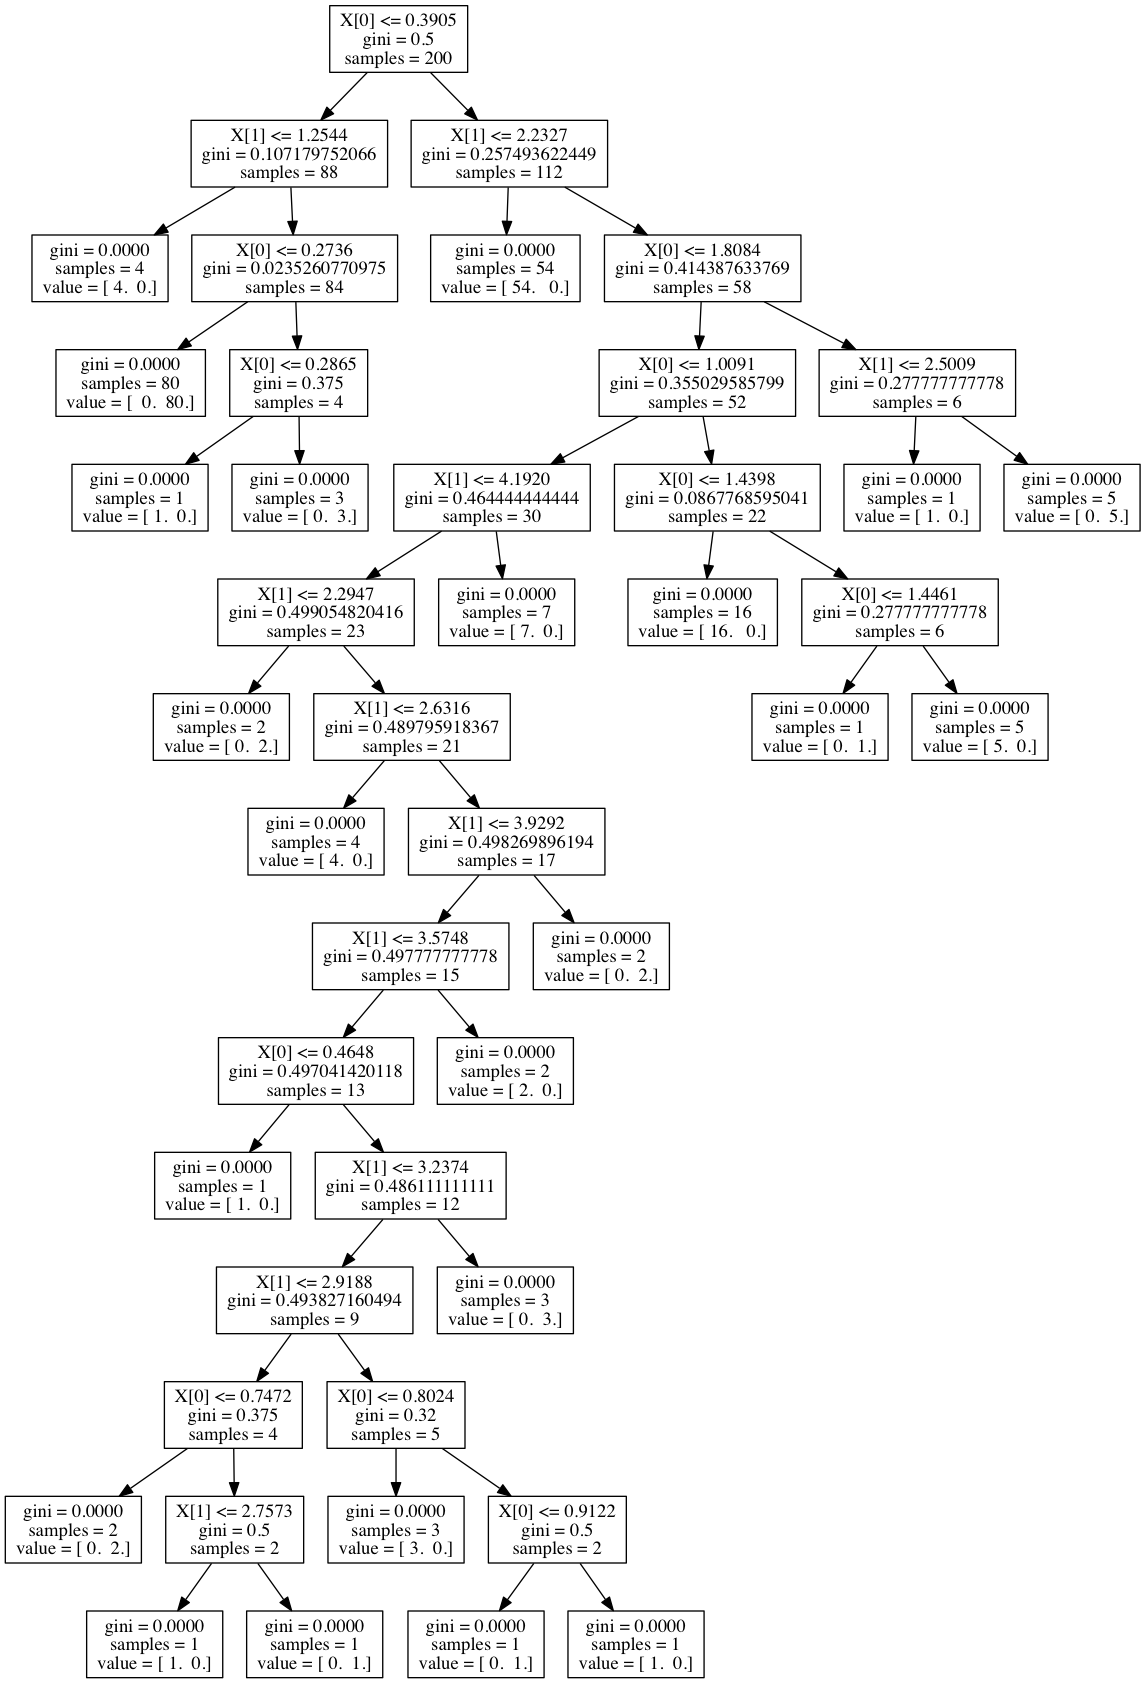 X[0] <= 0.3905
gini = 0.5
samples = 200
X[1] <= 1.2544
gini = 0.107179752066
samples = 88
X[1] <= 2.2327
gini = 0.257493622449
samples = 112
gini = 0.0000
samples = 4
value = [ 4. 0.]
X[0] <= 0.2736
gini = 0.0235260770975
samples = 84
gini = 0.0000
samples = 54
value = [ 54. 0.]
X[0] <= 1.8084
gini = 0.414387633769
samples = 58
gini = 0.0000
samples = 80
value = [ 0. 80.]
X[0] <= 0.2865
gini = 0.375
samples = 4
X[0] <= 1.0091
gini = 0.355029585799
samples = 52
X[1] <= 2.5009
gini = 0.277777777778
samples = 6
gini = 0.0000
samples = 1
value = [ 1. 0.]
gini = 0.0000
samples = 3
value = [ 0. 3.]
X[1] <= 4.1920
gini = 0.464444444444
samples = 30
X[0] <= 1.4398
gini = 0.0867768595041
samples = 22
gini = 0.0000
samples = 1
value = [ 1. 0.]
gini = 0.0000
samples = 5
value = [ 0. 5.]
X[1] <= 2.2947
gini = 0.499054820416
samples = 23
gini = 0.0000
samples = 7
value = [ 7. 0.]
gini = 0.0000
samples = 16
value = [ 16. 0.]
X[0] <= 1.4461
gini = 0.277777777778
samples = 6
gini = 0.0000
samples = 2
value = [ 0. 2.]
X[1] <= 2.6316
gini = 0.489795918367
samples = 21
gini = 0.0000
samples = 1
value = [ 0. 1.]
gini = 0.0000
samples = 5
value = [ 5. 0.]
gini = 0.0000
samples = 4
value = [ 4. 0.]
X[1] <= 3.9292
gini = 0.498269896194
samples = 17
X[1] <= 3.5748
gini = 0.497777777778
samples = 15
gini = 0.0000
samples = 2
value = [ 0. 2.]
X[0] <= 0.4648
gini = 0.497041420118
samples = 13
gini = 0.0000
samples = 2
value = [ 2. 0.]
gini = 0.0000
samples = 1
value = [ 1. 0.]
X[1] <= 3.2374
gini = 0.486111111111
samples = 12
X[1] <= 2.9188
gini = 0.493827160494
samples = 9
gini = 0.0000
samples = 3
value = [ 0. 3.]
X[0] <= 0.7472
gini = 0.375
samples = 4
X[0] <= 0.8024
gini = 0.32
samples = 5
gini = 0.0000
samples = 2
value = [ 0. 2.]
X[1] <= 2.7573
gini = 0.5
samples = 2
gini = 0.0000
samples = 3
value = [ 3. 0.]
X[0] <= 0.9122
gini = 0.5
samples = 2
gini = 0.0000
samples = 1
value = [ 1. 0.]
gini = 0.0000
samples = 1
value = [ 0. 1.]
gini = 0.0000
samples = 1
value = [ 0. 1.]
gini = 0.0000
samples = 1
value = [ 1. 0.]